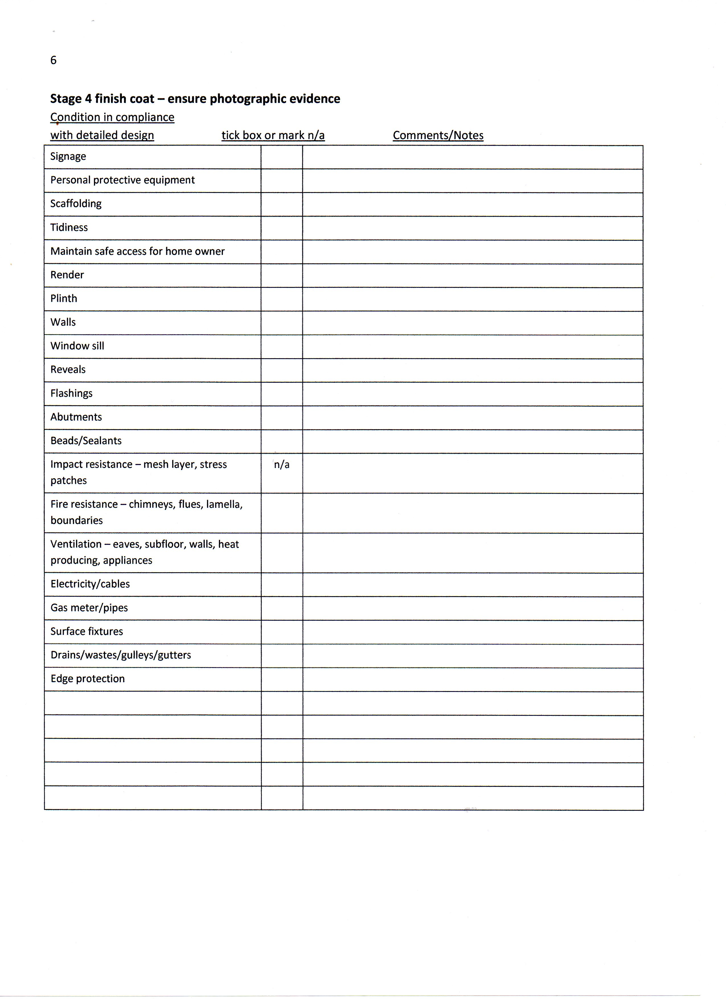 6
Stage 4 finish coat – ensure photographic evidence
Condition in compliance
with detailed design tick box or mark n/a Comments/Notes
Signage
Personal protective equipment
Scaffolding
Tidiness
Maintain safe access for home owner
Render
Plinth
Walls
Window sill
Reveals
Flashings
Abutments
Beads/Sealants
Impact resistance – mesh layer, stress n/a
patches
Fire resistance – chimneys, flues, lamella,
boundaries
Ventilation – eaves, subfloor, walls, heat
producing, appliances
Electricity/cables
Gas meter/pipes
Surface fixtures
Drains/wastes/gulleys/gutters
Edge protection